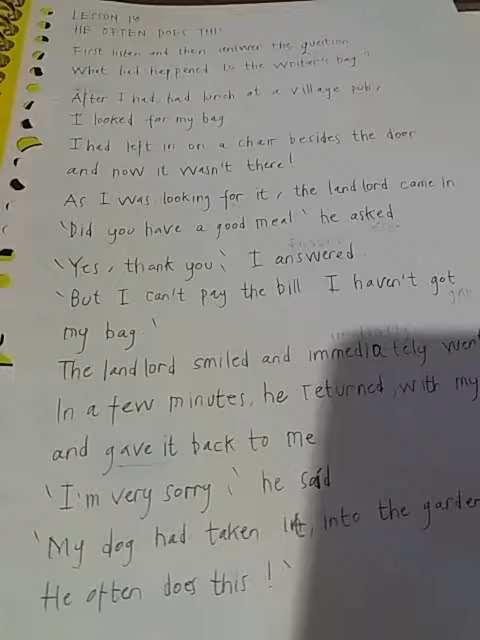 LESSON 18
HE OFTEN DOES THIS
First listen and then answer the question
What had happened to the writer's bag?
After I had had lunch at a village pub,
I looked for my bag
I had left in on a chair besides the door
and now it wasn't there!
As I was looking for it, the landlord came in
'Did you have a good meal' he asked
'Yes, thank you' I answered.
'But I can't pay the bill I haven't got
my bag.'
The landlord smiled and immediately went
In a few minutes, he returned, with my
and gave it back to me
'I'm very sorry,' he said
'My dog had taken it, into the garden
He often does this!'